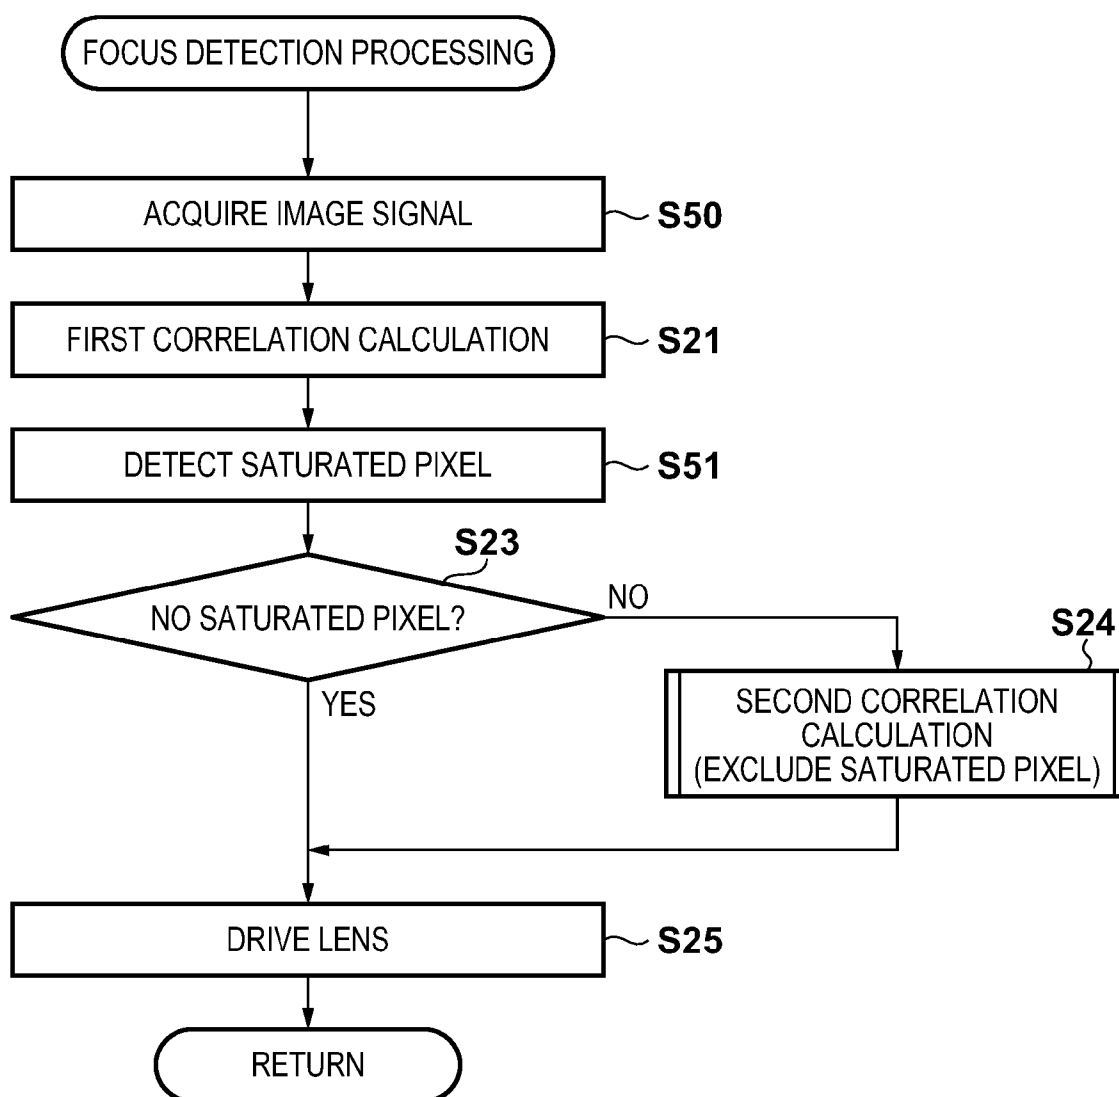 FOCUS DETECTION PROCESSING
ACQUIRE IMAGE SIGNAL
S50
FIRST CORRELATION CALCULATION
S21
DETECT SATURATED PIXEL
S51
S23
NO SATURATED PIXEL?
NO
YES
S24
SECOND CORRELATION
CALCULATION
(EXCLUDE SATURATED PIXEL)
DRIVE LENS
S25
RETURN